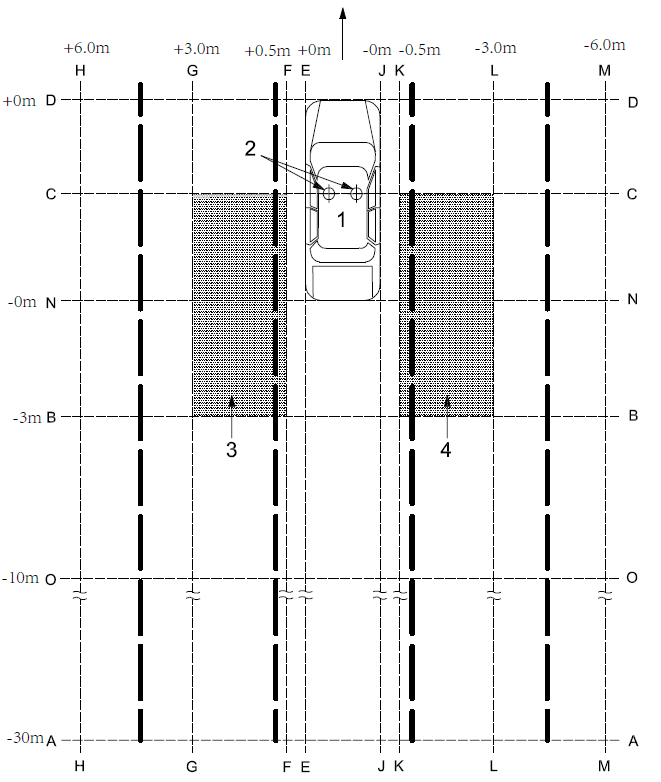 +6.0m +3.0m +0.5m +0m -0m -0.5m -3.0m -6.0m
H G F E J K L M
+0m D D
2
C C
1
-0m N N
-3m B B
3 4
-10m O O
-30m A A
H G F E J K L M